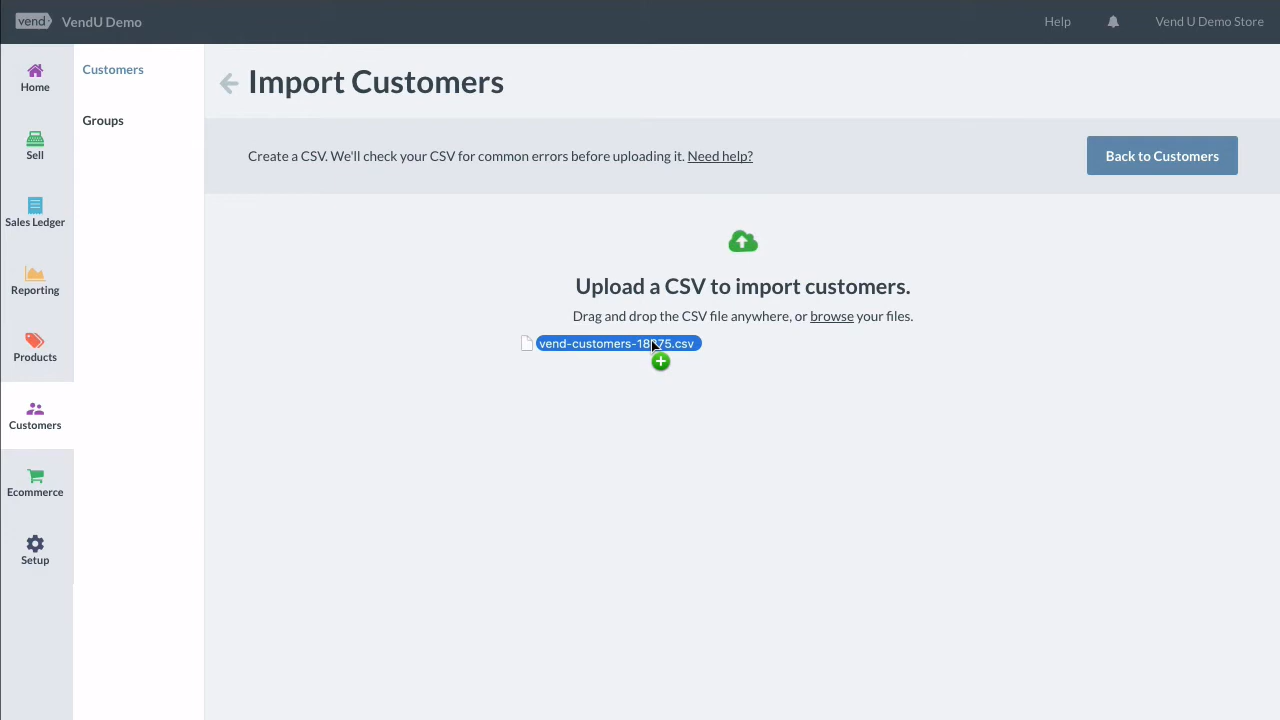 vend VendU Demo
Help
Vend U Demo Store
Home
Sell
Sales Ledger
Reporting
Products
Customers
Ecommerce
Setup
Customers
Groups
Import Customers
Create a CSV. We'll check your CSV for common errors before uploading it. Need help?
Back to Customers
Upload a CSV to import customers.
Drag and drop the CSV file anywhere, or browse your files.